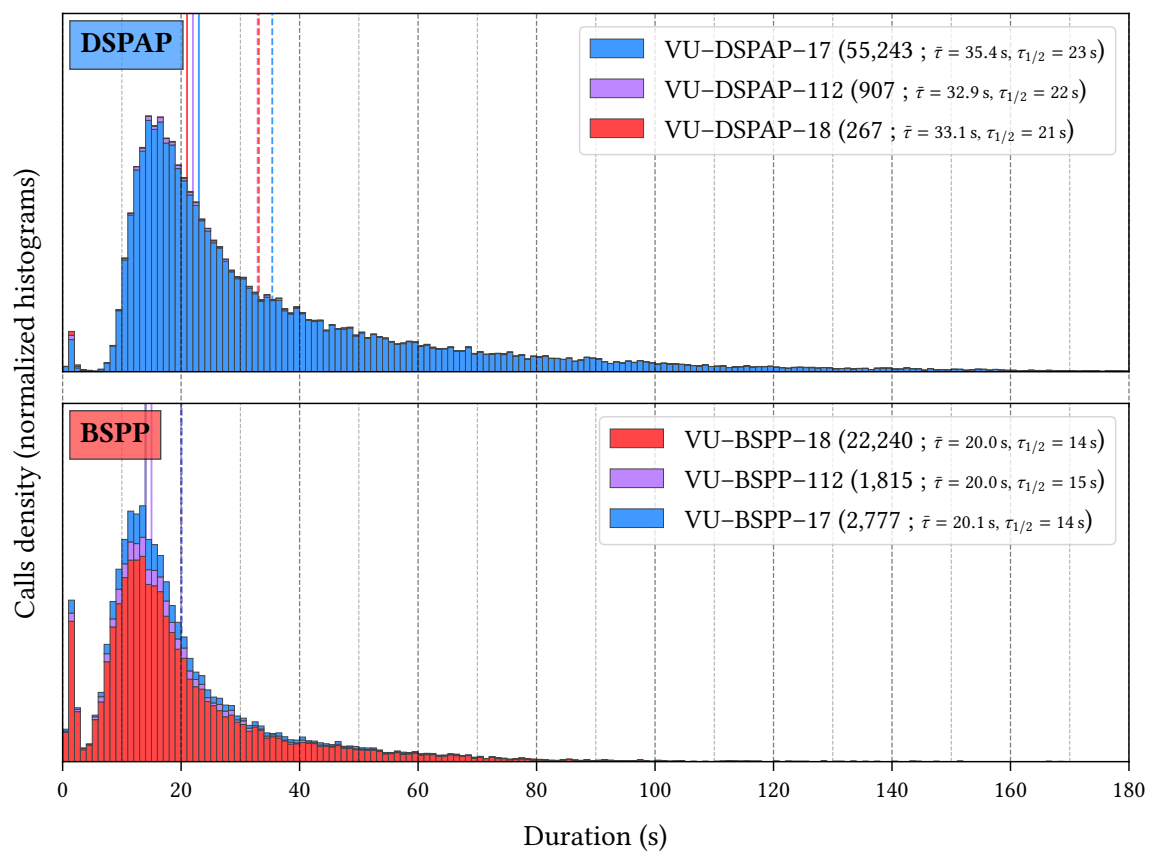 DSPAP
VU–DSPAP–17 (55,243 ; τ̄ = 35.4 s, τ1/2 = 23 s)
VU–DSPAP–112 (907 ; τ̄ = 32.9 s, τ1/2 = 22 s)
VU–DSPAP–18 (267 ; τ̄ = 33.1 s, τ1/2 = 21 s)
Calls density (normalized histograms)
BSPP
VU–BSPP–18 (22,240 ; τ̄ = 20.0 s, τ1/2 = 14 s)
VU–BSPP–112 (1,815 ; τ̄ = 20.0 s, τ1/2 = 15 s)
VU–BSPP–17 (2,777 ; τ̄ = 20.1 s, τ1/2 = 14 s)
0 20 40 60 80 100 120 140 160 180
Duration (s)